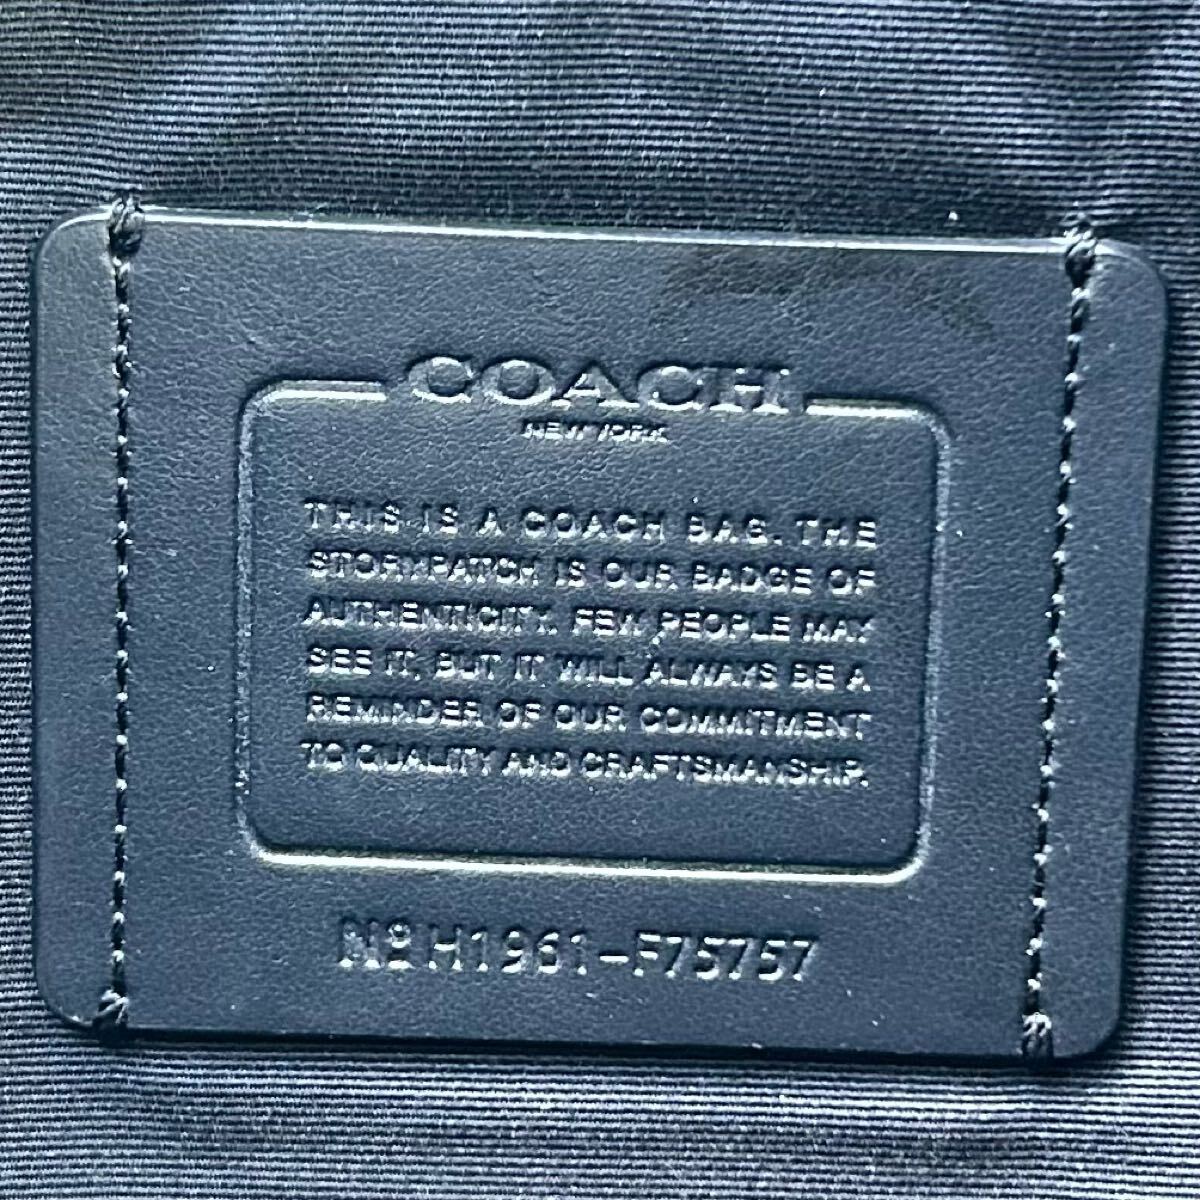 COACH
NEW YORK
THIS IS A COACH BAG. THE
STORYPATCH IS OUR BADGE OF
AUTHENTICITY. FEW PEOPLE MAY
SEE IT, BUT IT WILL ALWAYS BE A
REMINDER OF OUR COMMITMENT
TO QUALITY AND CRAFTSMANSHIP.
Nº H1961-F75757